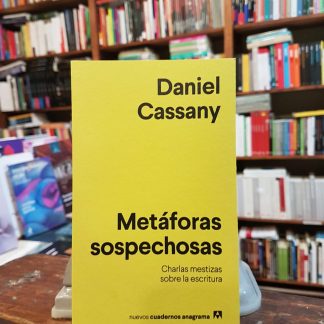 Daniel
Cassany
Metáforas
sospechosas
Charlas mestizas
sobre la escritura
nuevos cuadernos anagrama